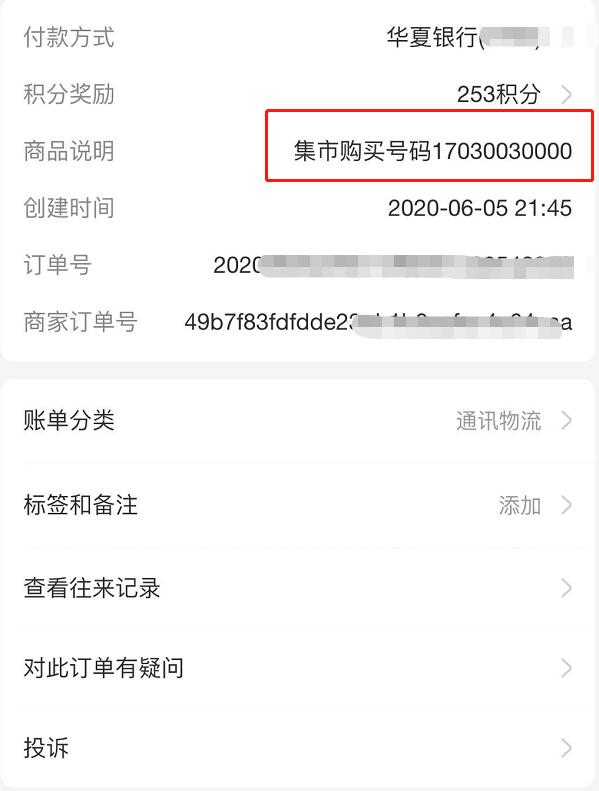 付款方式 华夏银行(
积分奖励 253积分
商品说明 集市购买号码17030030000
创建时间 2020-06-05 21:45
订单号 2020
商家订单号 49b7f83fdfdde23
账单分类 通讯物流
标签和备注 添加
查看往来记录
对此订单有疑问
投诉